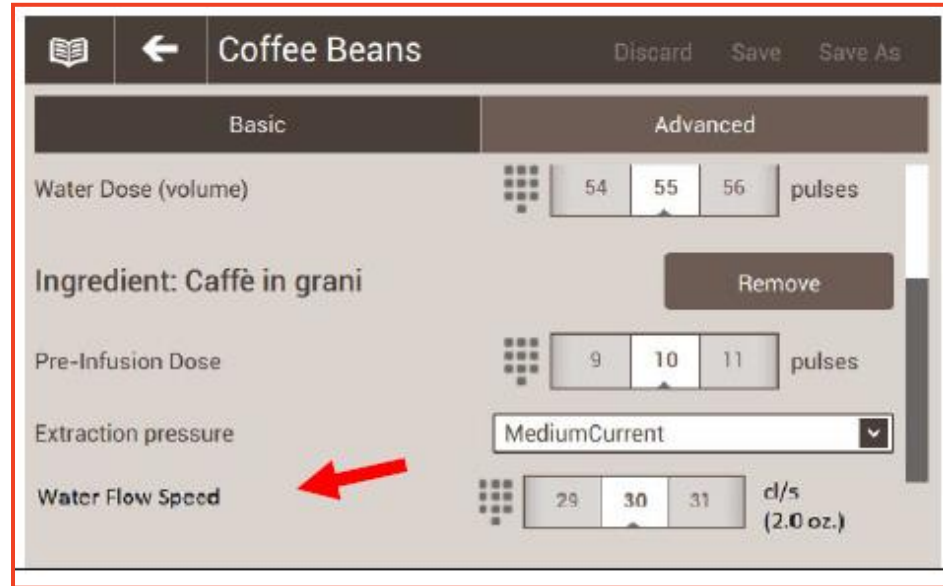 Coffee Beans Discard Save Save As
Basic Advanced
Water Dose (volume) 54 55 56 pulses
Ingredient: Caffè in grani Remove
Pre-Infusion Dose 9 10 11 pulses
Extraction pressure MediumCurrent
Water Flow Speed 29 30 31 cl/s
(2.0 oz.)